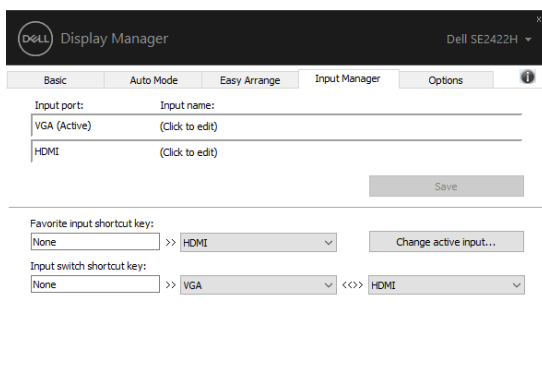 DELL Display Manager Dell SE2422H
x
Basic Auto Mode Easy Arrange Input Manager Options i
Input port: Input name:
VGA (Active) (Click to edit)
HDMI (Click to edit)
Save
Favorite input shortcut key:
None >> HDMI Change active input...
Input switch shortcut key:
None >> VGA <<>> HDMI